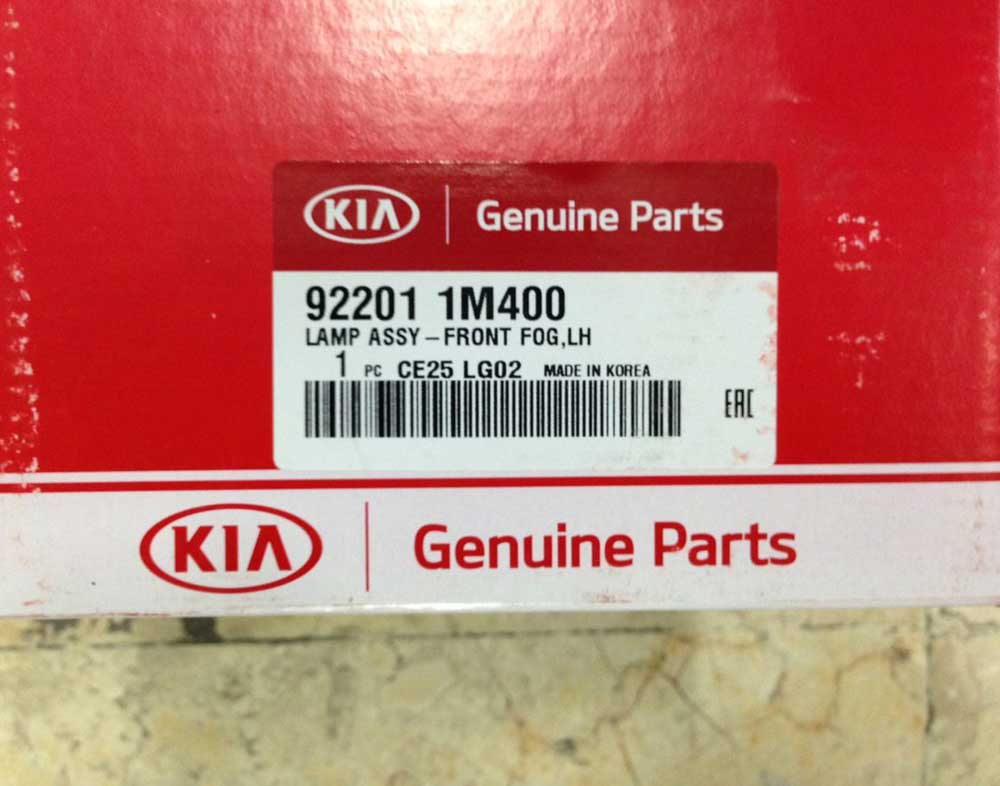 KIA Genuine Parts
92201 1M400
LAMP ASSY-FRONT FOG,LH
1 PC CE25 LG02 MADE IN KOREA
EAC
KIA Genuine Parts